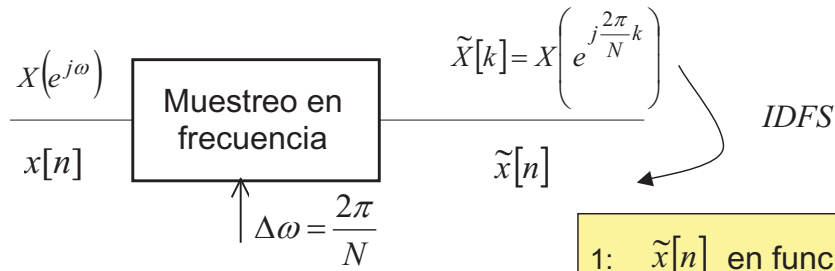 X(e^{jω})
x[n]
Muestreo en
frecuencia
Δω = 2π/N
X̃[k] = X(e^{j(2π/N)k})
x̃[n]
IDFS
1: x̃[n] en func